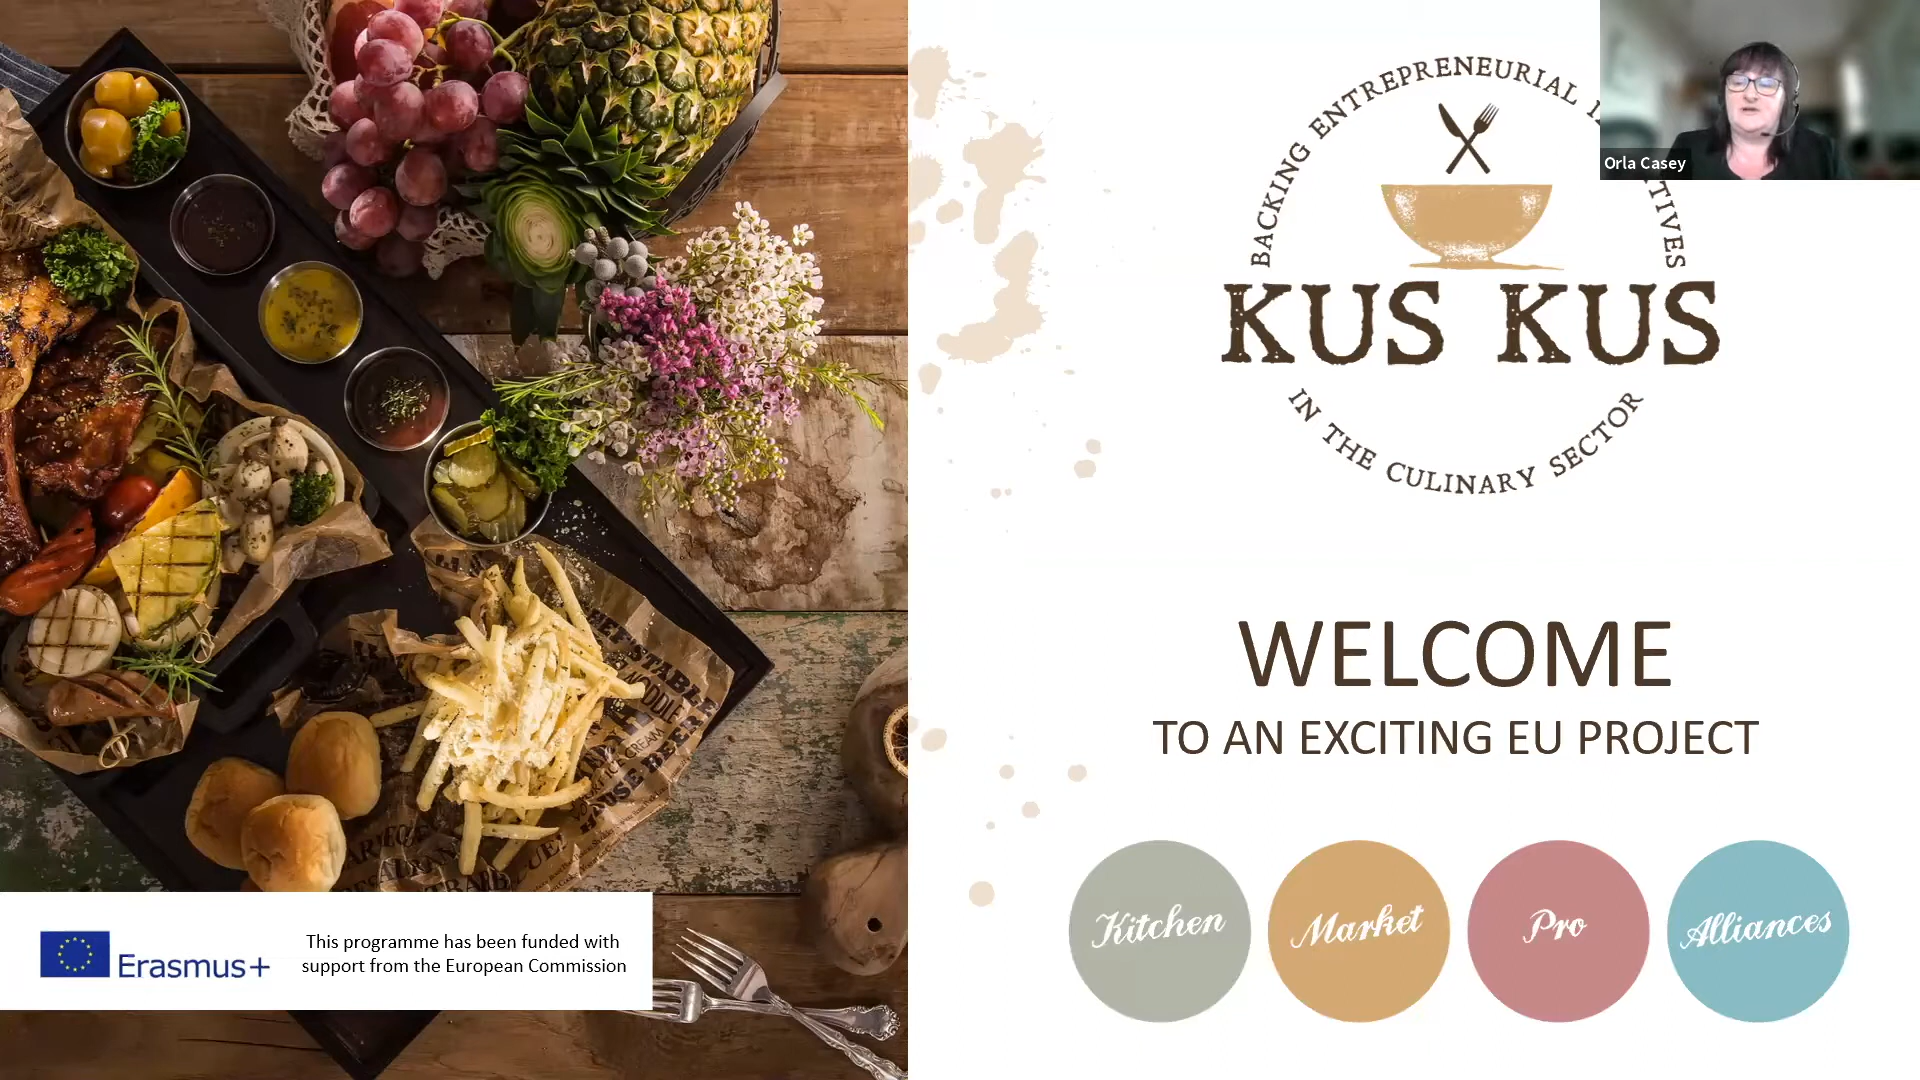 BACKING ENTREPRENEURIAL
TIVES
KUS KUS
IN THE CULINARY SECTOR
Orla Casey
WELCOME
TO AN EXCITING EU PROJECT
Kitchen
Market
Pro
Alliances
Erasmus+
This programme has been funded with
support from the European Commission
CREAM